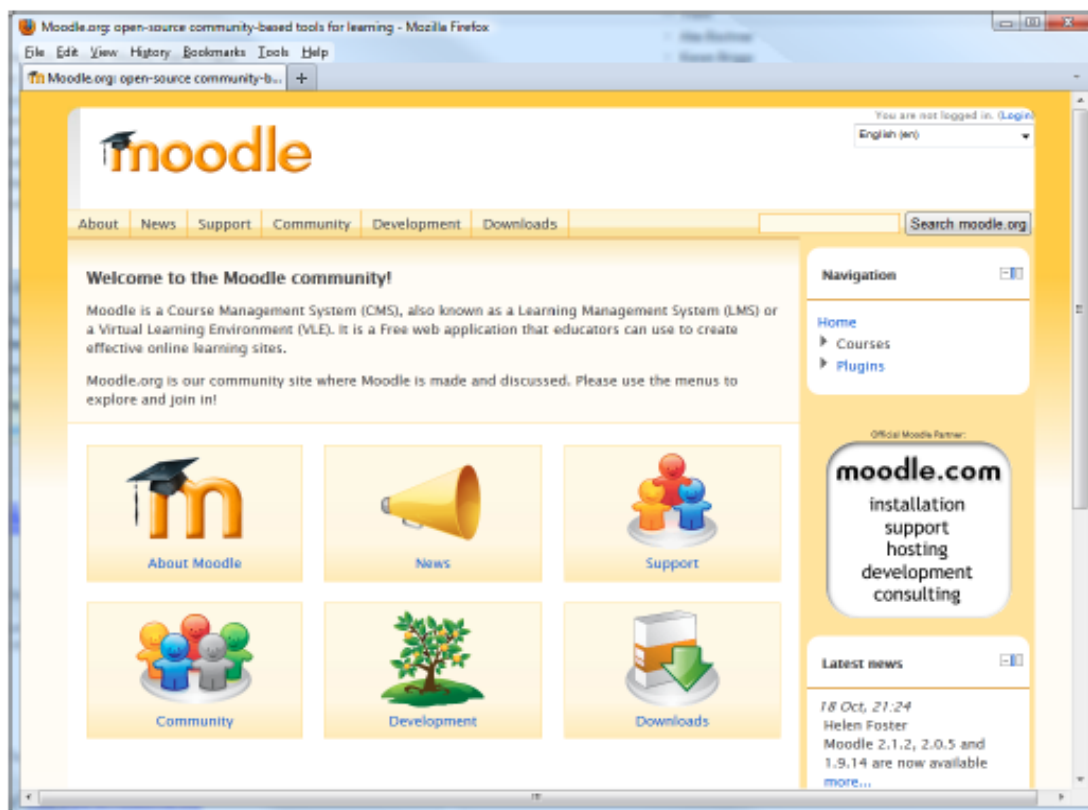 Moodle.org: open-source community-based tools for learning - Mozilla Firefox
File Edit View History Bookmarks Tools Help
Moodle.org: open-source community-b... +
You are not logged in. (Login)
moodle
English (en)
About News Support Community Development Downloads
Search moodle.org
Welcome to the Moodle community!
Moodle is a Course Management System (CMS), also known as a Learning Management System (LMS) or
a Virtual Learning Environment (VLE). It is a Free web application that educators can use to create
effective online learning sites.
Moodle.org is our community site where Moodle is made and discussed. Please use the menus to
explore and join in!
About Moodle
News
Support
Community
Development
Downloads
Navigation
Home
Courses
Plugins
Official Moodle Partner:
moodle.com
installation
support
hosting
development
consulting
Latest news
18 Oct, 21:24
Helen Foster
Moodle 2.1.2, 2.0.5 and
1.9.14 are now available
more...